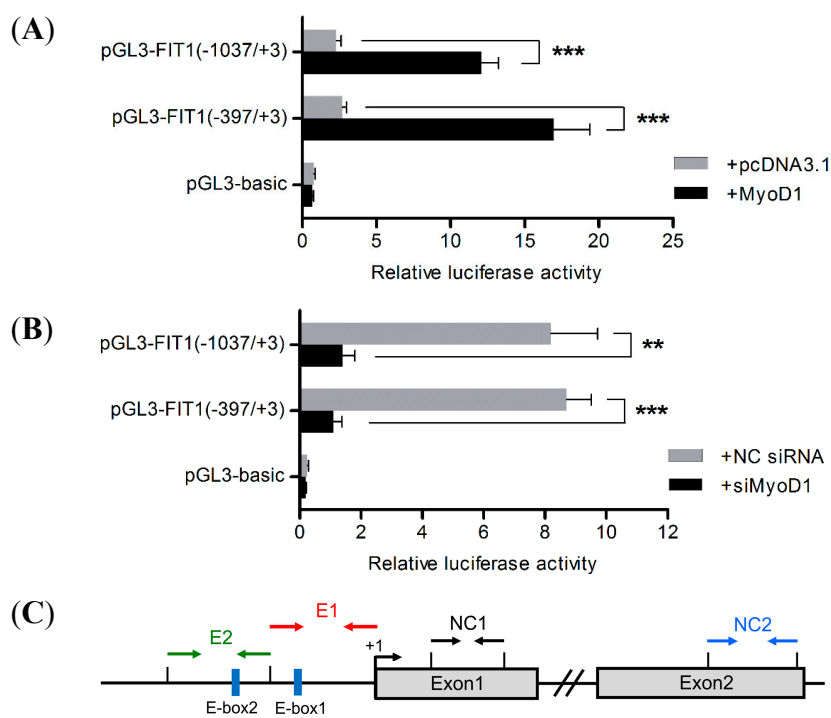 (A)
pGL3-FIT1(-1037/+3)
***
pGL3-FIT1(-397/+3)
***
pGL3-basic
+pcDNA3.1
+MyoD1
0 5 10 15 20 25
Relative luciferase activity
(B)
pGL3-FIT1(-1037/+3)
**
pGL3-FIT1(-397/+3)
***
pGL3-basic
+NC siRNA
+siMyoD1
0 2 4 6 8 10 12
Relative luciferase activity
(C)
E2 E1 +1 NC1 NC2
E-box2 E-box1 Exon1 Exon2